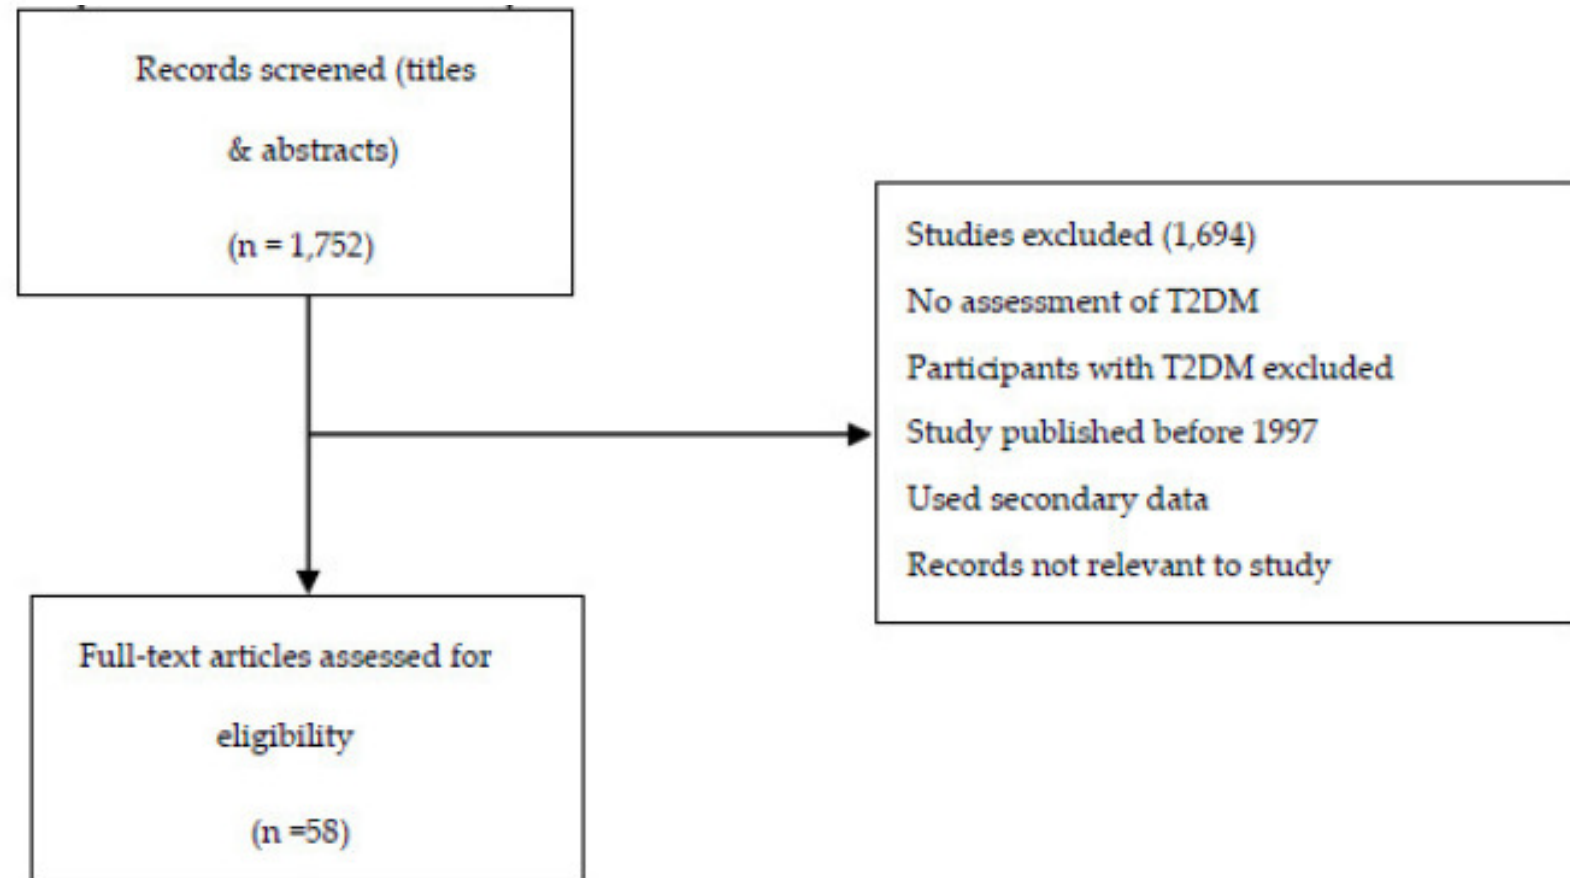 Records screened (titles
& abstracts)
(n = 1,752)
Studies excluded (1,694)
No assessment of T2DM
Participants with T2DM excluded
Study published before 1997
Used secondary data
Records not relevant to study
Full-text articles assessed for
eligibility
(n =58)